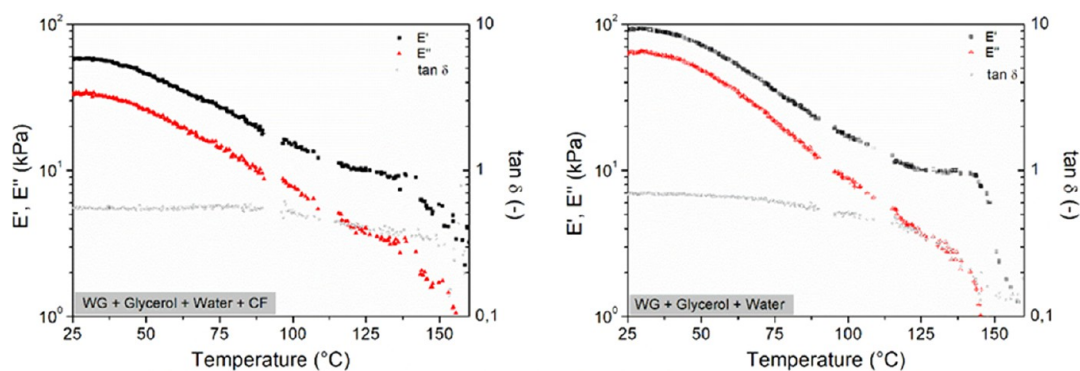 10²
10¹
10⁰
E', E'' (kPa)
10
1
0,1
tan δ (-)
E'
E''
tan δ
WG + Glycerol + Water + CF
25 50 75 100 125 150
Temperature (°C)
10²
10¹
10⁰
E', E'' (kPa)
10
1
0,1
tan δ (-)
E'
E''
tan δ
WG + Glycerol + Water
25 50 75 100 125 150
Temperature (°C)